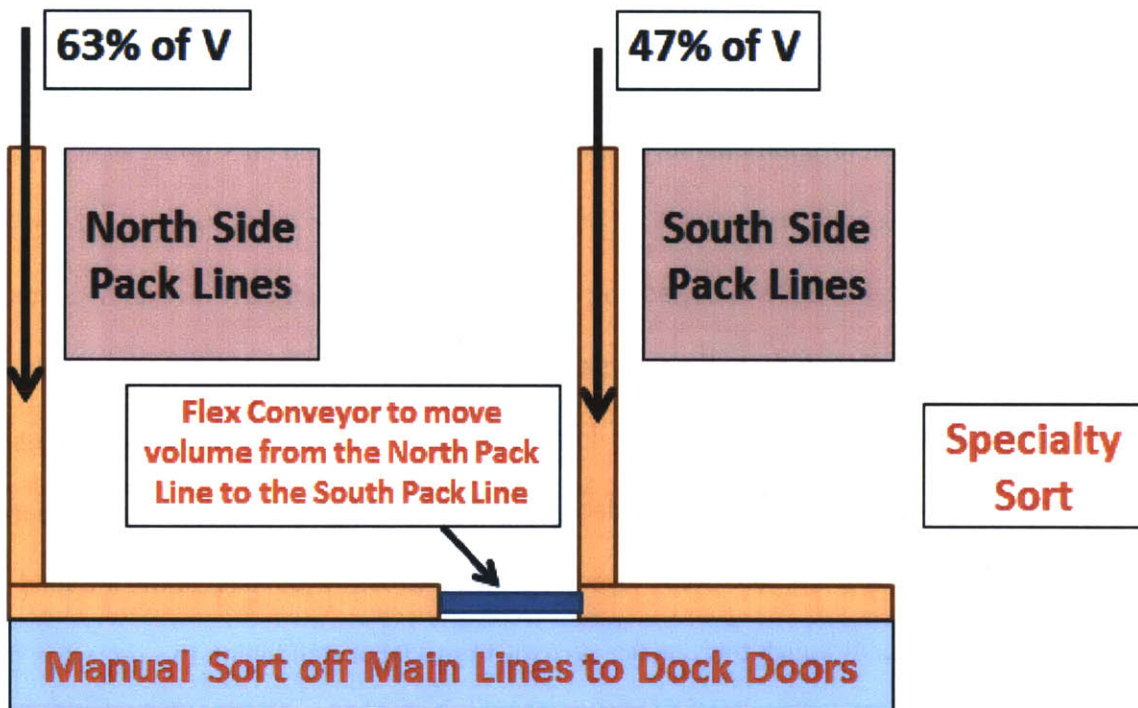 63% of V
47% of V
North Side
Pack Lines
South Side
Pack Lines
Flex Conveyor to move
volume from the North Pack
Line to the South Pack Line
Specialty
Sort
Manual Sort off Main Lines to Dock Doors